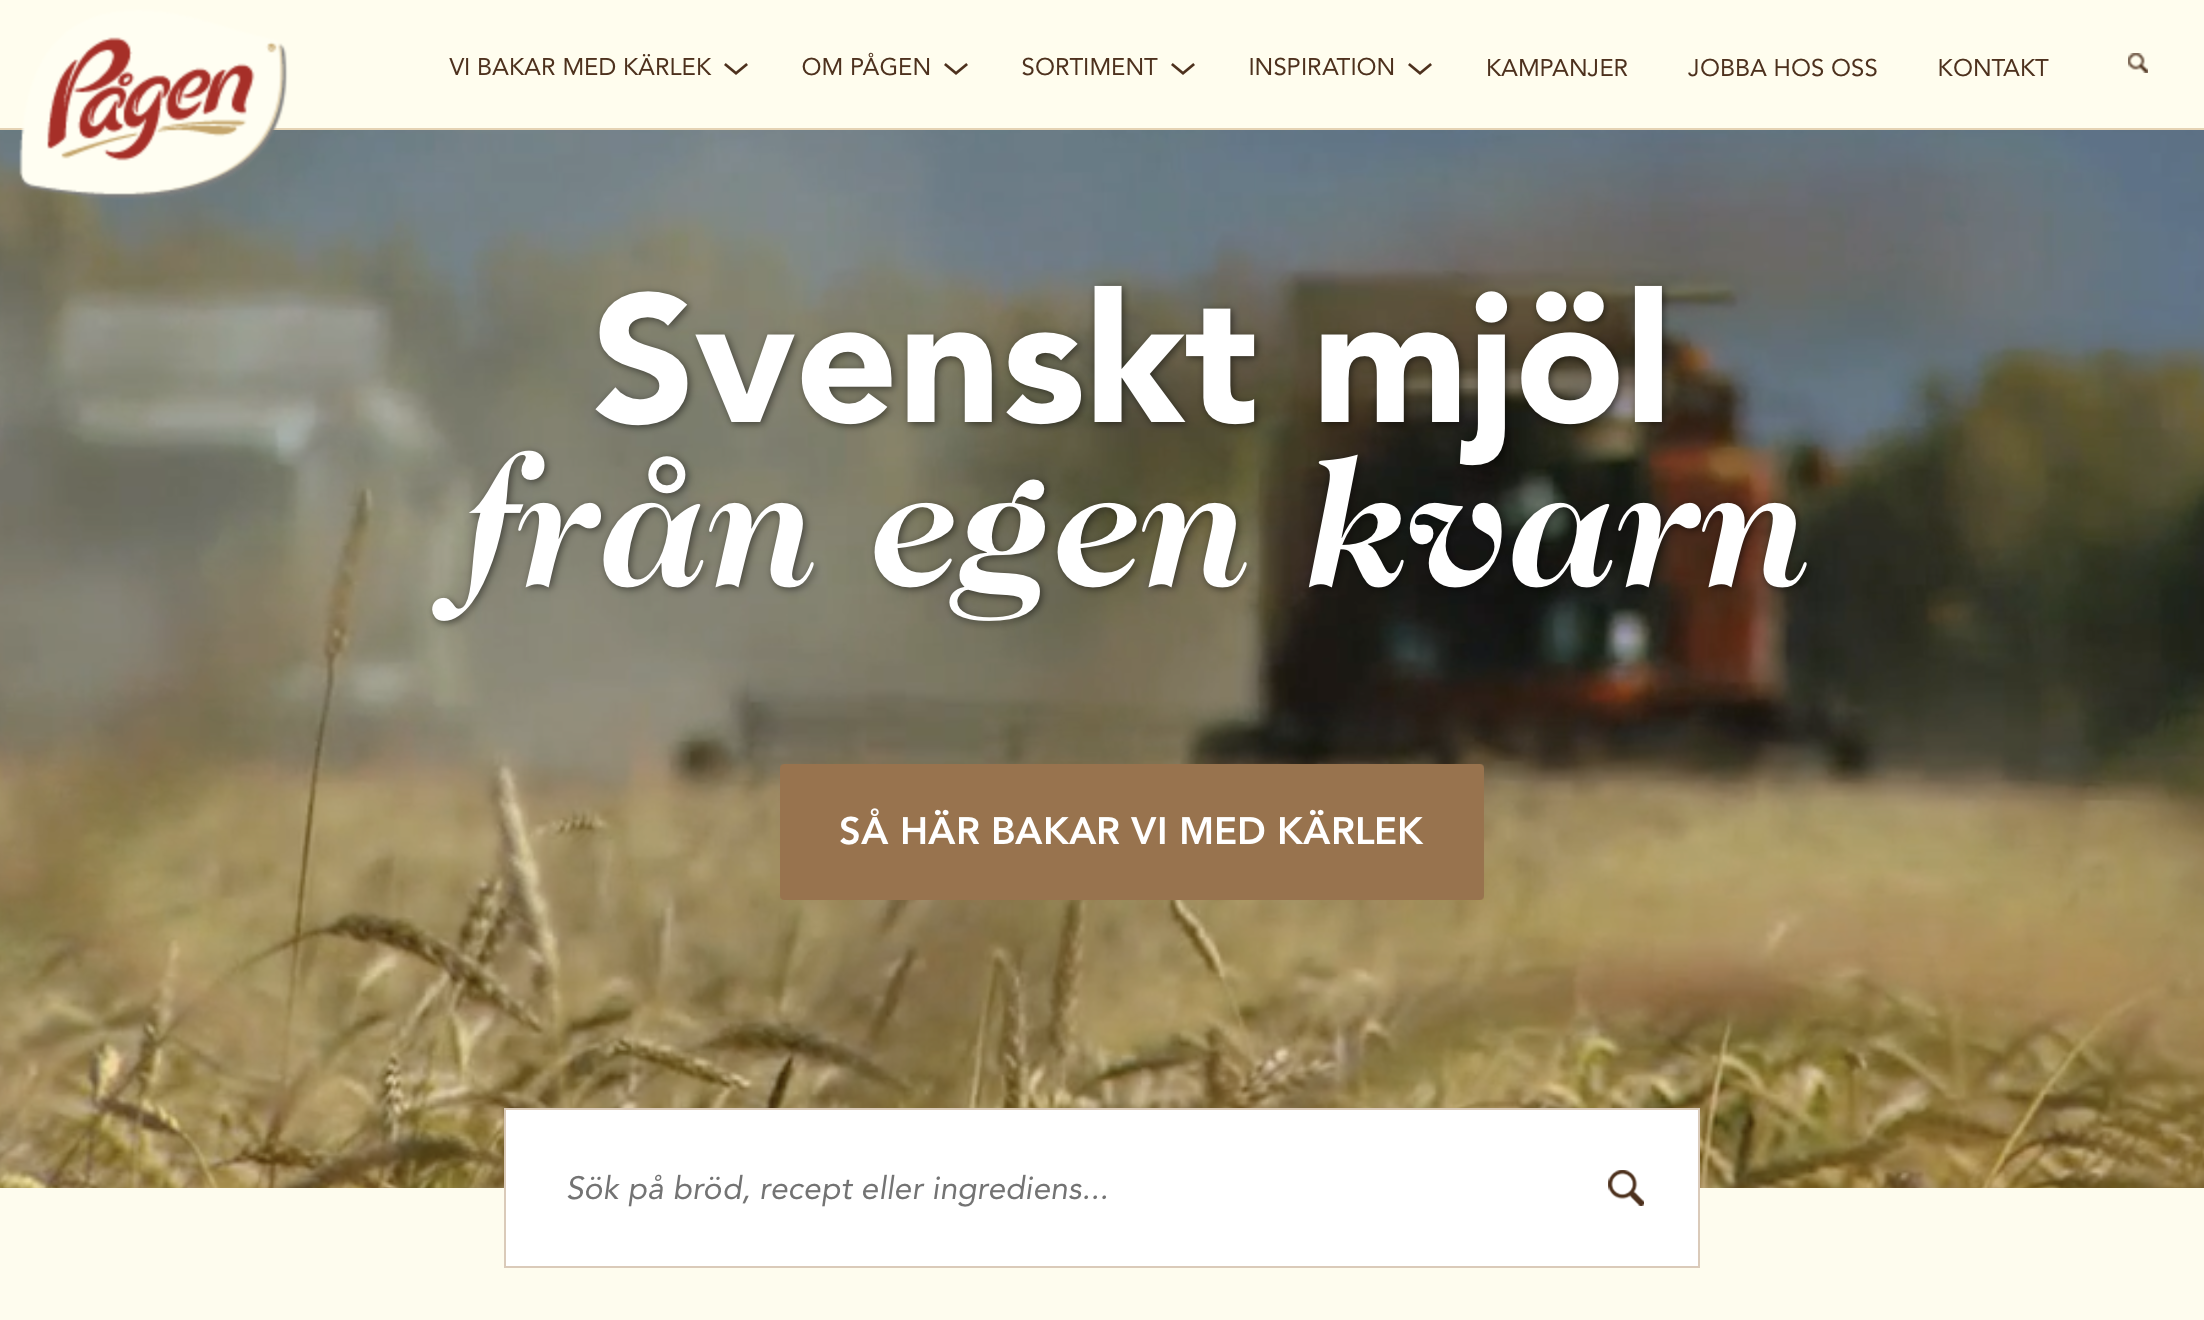 Pågen
VI BAKAR MED KÄRLEK
OM PÅGEN
SORTIMENT
INSPIRATION
KAMPANJER
JOBBA HOS OSS
KONTAKT
Svenskt mjöl
från egen kvarn
SÅ HÄR BAKAR VI MED KÄRLEK
Sök på bröd, recept eller ingrediens...